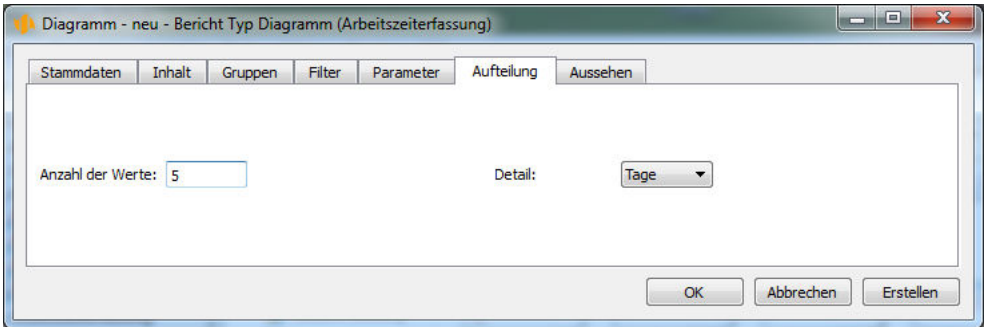 Diagramm - neu - Bericht Typ Diagramm (Arbeitszeiterfassung)
Stammdaten Inhalt Gruppen Filter Parameter Aufteilung Aussehen
Anzahl der Werte: 5 Detail: Tage
OK Abbrechen Erstellen